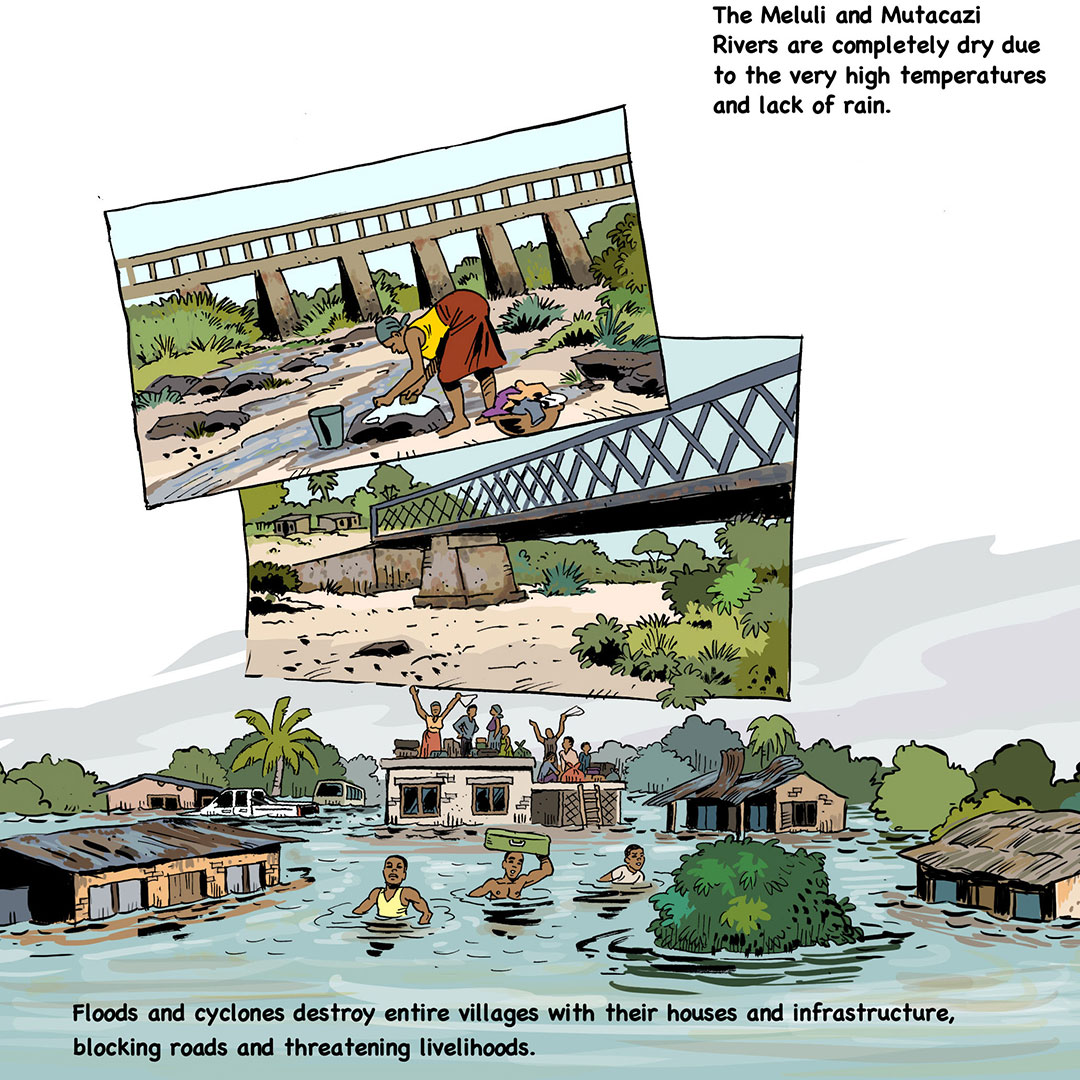 The Meluli and Mutacazi
Rivers are completely dry due
to the very high temperatures
and lack of rain.
Floods and cyclones destroy entire villages with their houses and infrastructure,
blocking roads and threatening livelihoods.